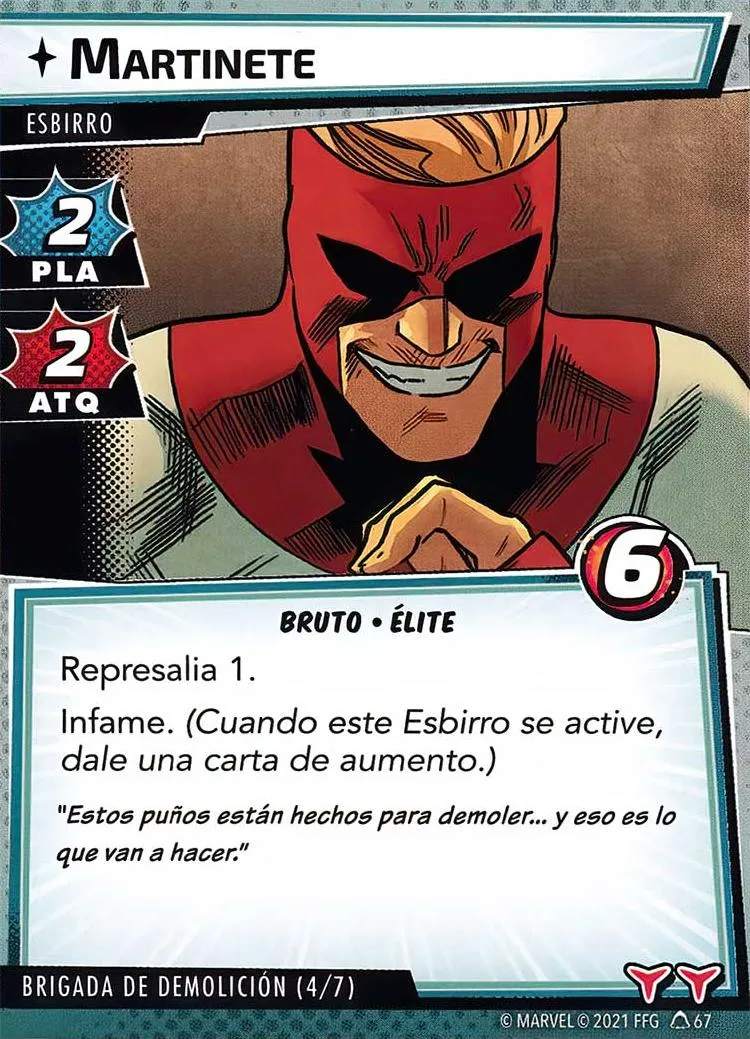 MARTINETE
ESBIRRO
2
PLA
2
ATQ
6
BRUTO • ÉLITE
Represalia 1.
Infame. (Cuando este Esbirro se active,
dale una carta de aumento.)
"Estos puños están hechos para demoler... y eso es lo
que van a hacer."
BRIGADA DE DEMOLICIÓN (4/7)
© MARVEL © 2021 FFG 67